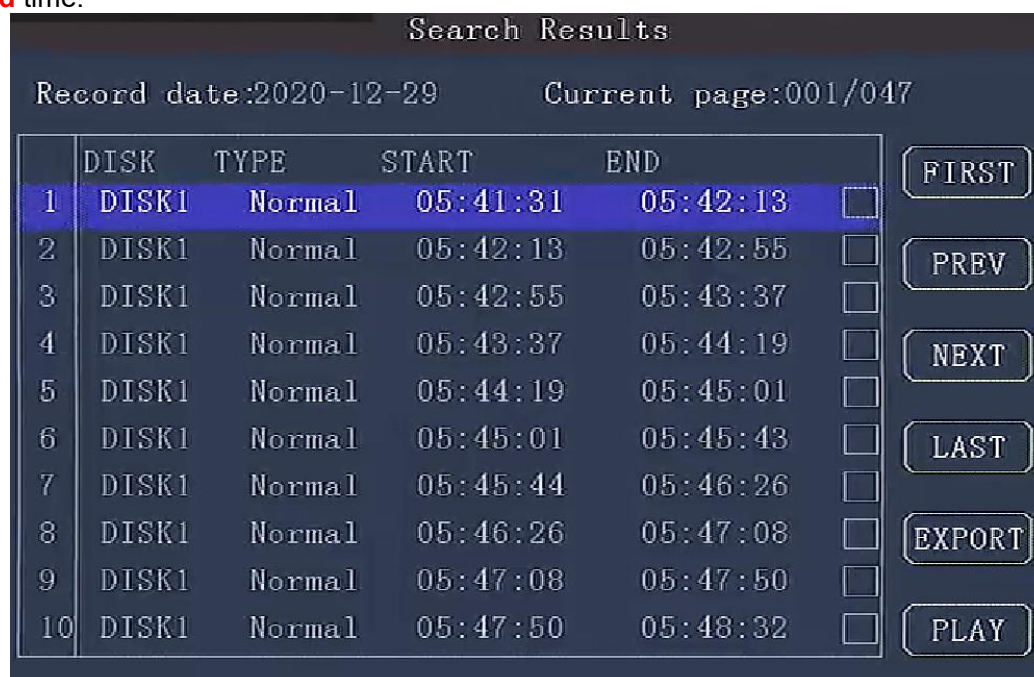 d time.
Search Results
Record date:2020-12-29 Current page:001/047
DISK TYPE START END
1 DISK1 Normal 05:41:31 05:42:13
2 DISK1 Normal 05:42:13 05:42:55
3 DISK1 Normal 05:42:55 05:43:37
4 DISK1 Normal 05:43:37 05:44:19
5 DISK1 Normal 05:44:19 05:45:01
6 DISK1 Normal 05:45:01 05:45:43
7 DISK1 Normal 05:45:44 05:46:26
8 DISK1 Normal 05:46:26 05:47:08
9 DISK1 Normal 05:47:08 05:47:50
10 DISK1 Normal 05:47:50 05:48:32
FIRST
PREV
NEXT
LAST
EXPORT
PLAY